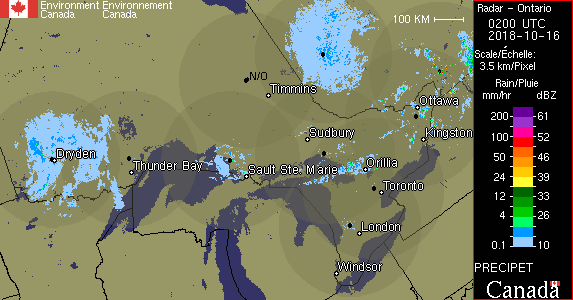 Environment Environnement
Canada Canada
100 KM
N/O
Timmins
Ottawa
Sudbury
Kingston
Dryden
Thunder Bay
Sault Ste. Marie
Orillia
Toronto
London
Windsor
Radar - Ontario
0200 UTC
2018-10-16
Scale/Échelle:
3.5 km/Pixel
Rain/Pluie
mm/hr dBZ
200 61
100 52
50 46
24 39
12 34
4 26
0.1 10
PRECIPET
Canada